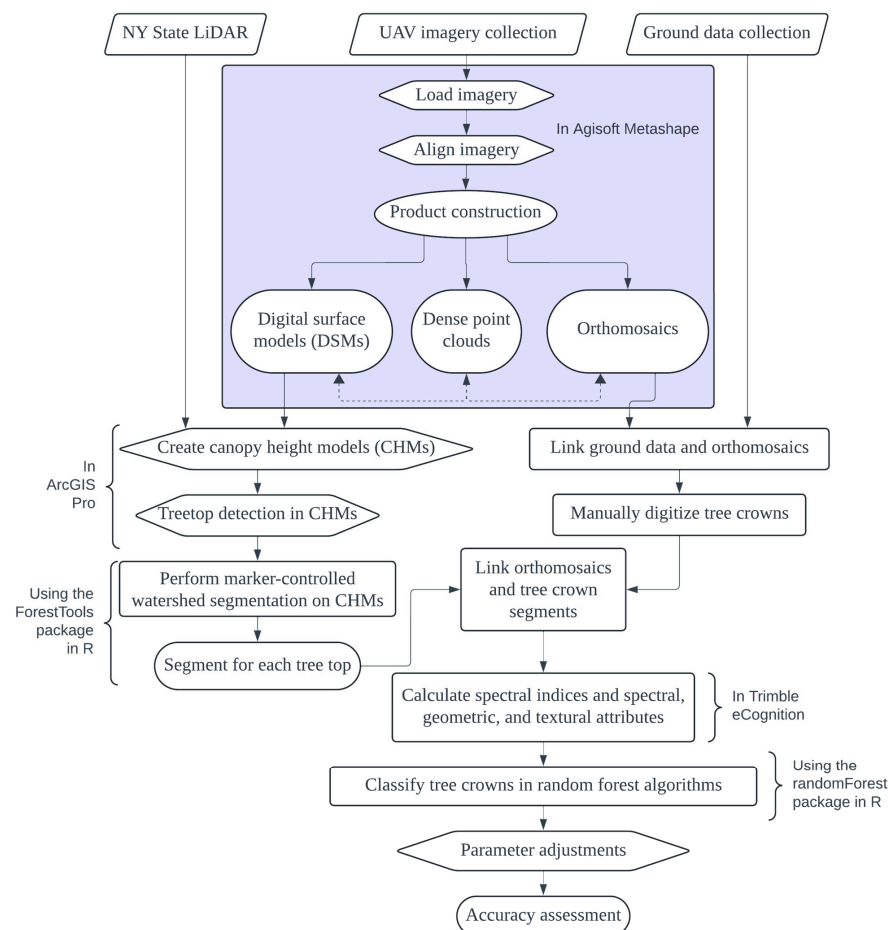 NY State LiDAR
UAV imagery collection
Ground data collection
Load imagery
In Agisoft Metashape
Align imagery
Product construction
Digital surface
models (DSMs)
Dense point
clouds
Orthomosaics
In
ArcGIS
Pro
Create canopy height models (CHMs)
Link ground data and orthomosaics
Treetop detection in CHMs
Manually digitize tree crowns
Using the
ForestTools
package
in R
Perform marker-controlled
watershed segmentation on CHMs
Link orthomosaics
and tree crown
segments
Segment for each tree top
Calculate spectral indices and spectral,
geometric, and textural attributes
In Trimble
eCognition
Classify tree crowns in random forest algorithms
Using the
randomForest
package in R
Parameter adjustments
Accuracy assessment